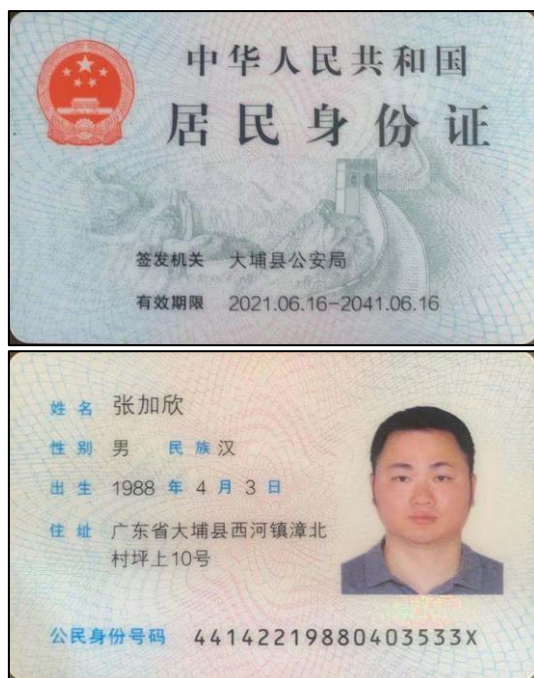 中华人民共和国
居民身份证
签发机关 大埔县公安局
有效期限 2021.06.16-2041.06.16
姓名 张加欣
性别 男 民族 汉
出生 1988 年 4 月 3 日
住址 广东省大埔县西河镇漳北
村坪上10号
公民身份号码 44142219880403533X